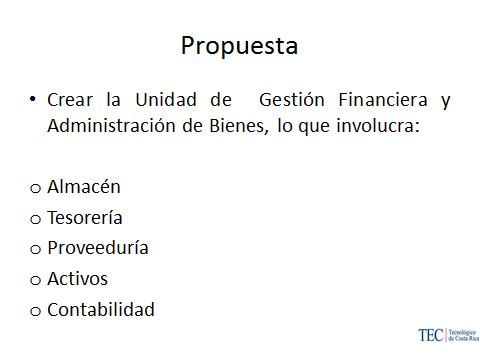 Propuesta
• Crear la Unidad de Gestión Financiera y
Administración de Bienes, lo que involucra:
o Almacén
o Tesorería
o Proveeduría
o Activos
o Contabilidad
TEC | Tecnológico
de Costa Rica